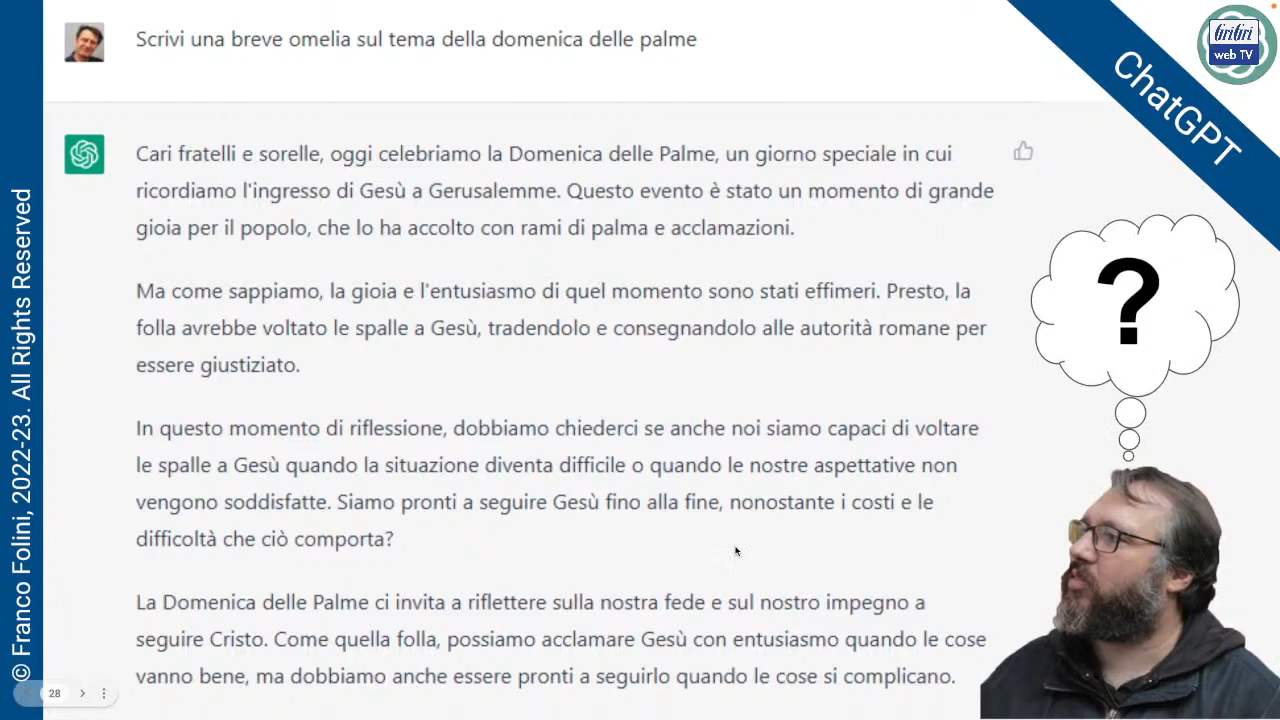 Scrivi una breve omelia sul tema della domenica delle palme
GriGri
web TV
ChatGPT
Cari fratelli e sorelle, oggi celebriamo la Domenica delle Palme, un giorno speciale in cui
ricordiamo l'ingresso di Gesù a Gerusalemme. Questo evento è stato un momento di grande
gioia per il popolo, che lo ha accolto con rami di palma e acclamazioni.
Ma come sappiamo, la gioia e l'entusiasmo di quel momento sono stati effimeri. Presto, la
folla avrebbe voltato le spalle a Gesù, tradendolo e consegnandolo alle autorità romane per
essere giustiziato.
In questo momento di riflessione, dobbiamo chiederci se anche noi siamo capaci di voltare
le spalle a Gesù quando la situazione diventa difficile o quando le nostre aspettative non
vengono soddisfatte. Siamo pronti a seguire Gesù fino alla fine, nonostante i costi e le
difficoltà che ciò comporta?
La Domenica delle Palme ci invita a riflettere sulla nostra fede e sul nostro impegno a
seguire Cristo. Come quella folla, possiamo acclamare Gesù con entusiasmo quando le cose
vanno bene, ma dobbiamo anche essere pronti a seguirlo quando le cose si complicano.
?
© Franco Folini, 2022-23. All Rights Reserved
28